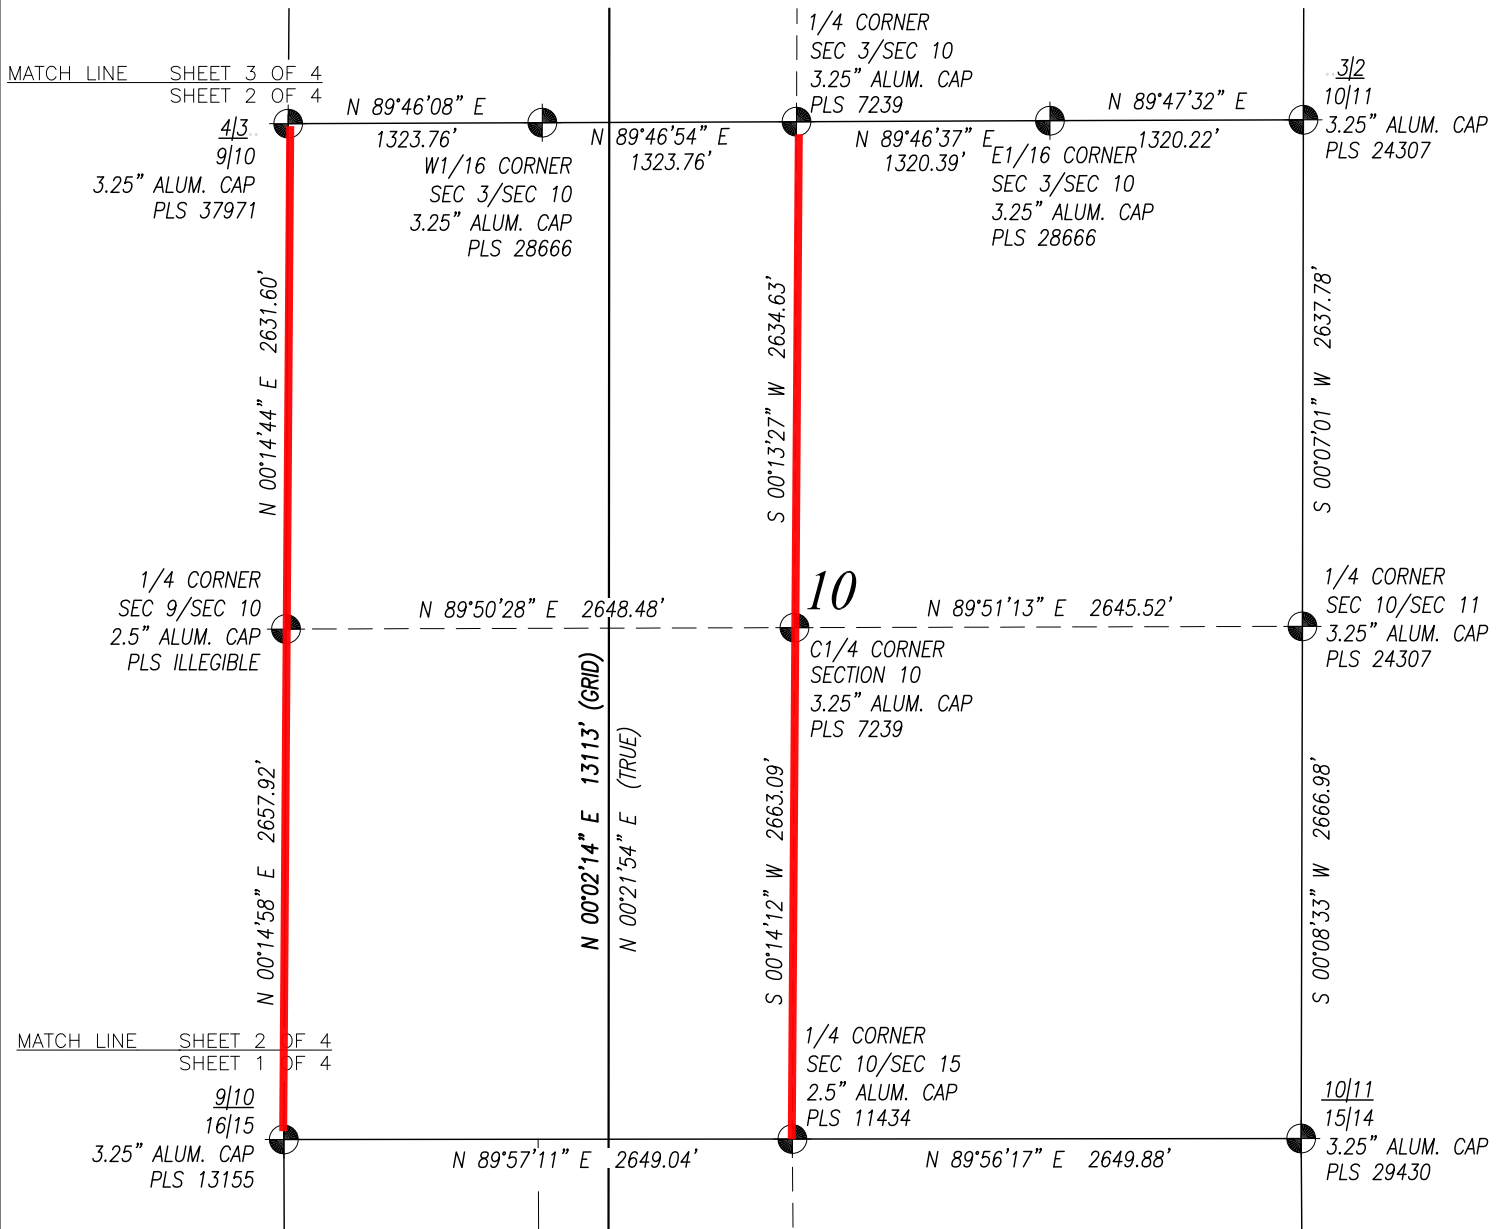 1/4 CORNER
SEC 3/SEC 10
3.25" ALUM. CAP
PLS 7239
MATCH LINE SHEET 3 OF 4
SHEET 2 OF 4
3|2
10|11
3.25" ALUM. CAP
PLS 24307
4|3
9|10
3.25" ALUM. CAP
PLS 37971
N 89°46'08" E
1323.76'
W1/16 CORNER
SEC 3/SEC 10
3.25" ALUM. CAP
PLS 28666
N 89°46'54" E
1323.76'
N 89°46'37" E
1320.39'
E1/16 CORNER
SEC 3/SEC 10
3.25" ALUM. CAP
PLS 28666
N 89°47'32" E
1320.22'
N 00°14'44" E 2631.60'
S 00°13'27" W 2634.63'
S 00°07'01" W 2637.78'
1/4 CORNER
SEC 9/SEC 10
2.5" ALUM. CAP
PLS ILLEGIBLE
N 89°50'28" E 2648.48'
10
C1/4 CORNER
SECTION 10
3.25" ALUM. CAP
PLS 7239
N 89°51'13" E 2645.52'
1/4 CORNER
SEC 10/SEC 11
3.25" ALUM. CAP
PLS 24307
N 00°14'58" E 2657.92'
N 00°02'14" E 13113' (GRID)
N 00°21'54" E (TRUE)
S 00°14'12" W 2663.09'
S 00°08'33" W 2666.98'
MATCH LINE SHEET 2 OF 4
SHEET 1 OF 4
9|10
16|15
3.25" ALUM. CAP
PLS 13155
1/4 CORNER
SEC 10/SEC 15
2.5" ALUM. CAP
PLS 11434
10|11
15|14
3.25" ALUM. CAP
PLS 29430
N 89°57'11" E 2649.04'
N 89°56'17" E 2649.88'